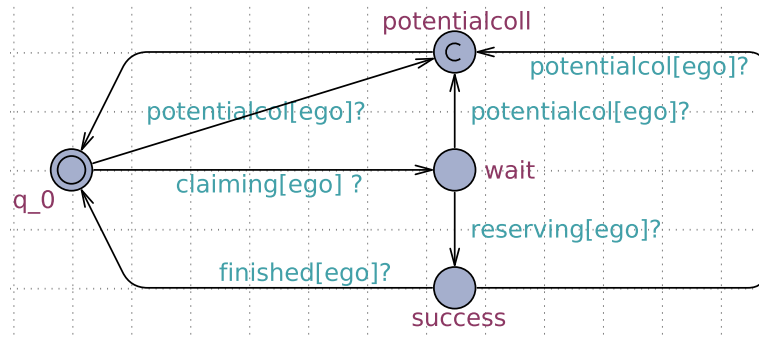 potentialcoll
C
potentialcol[ego]?
potentialcol[ego]?
potentialcol[ego]?
wait
claiming[ego] ?
q_0
reserving[ego]?
finished[ego]?
success